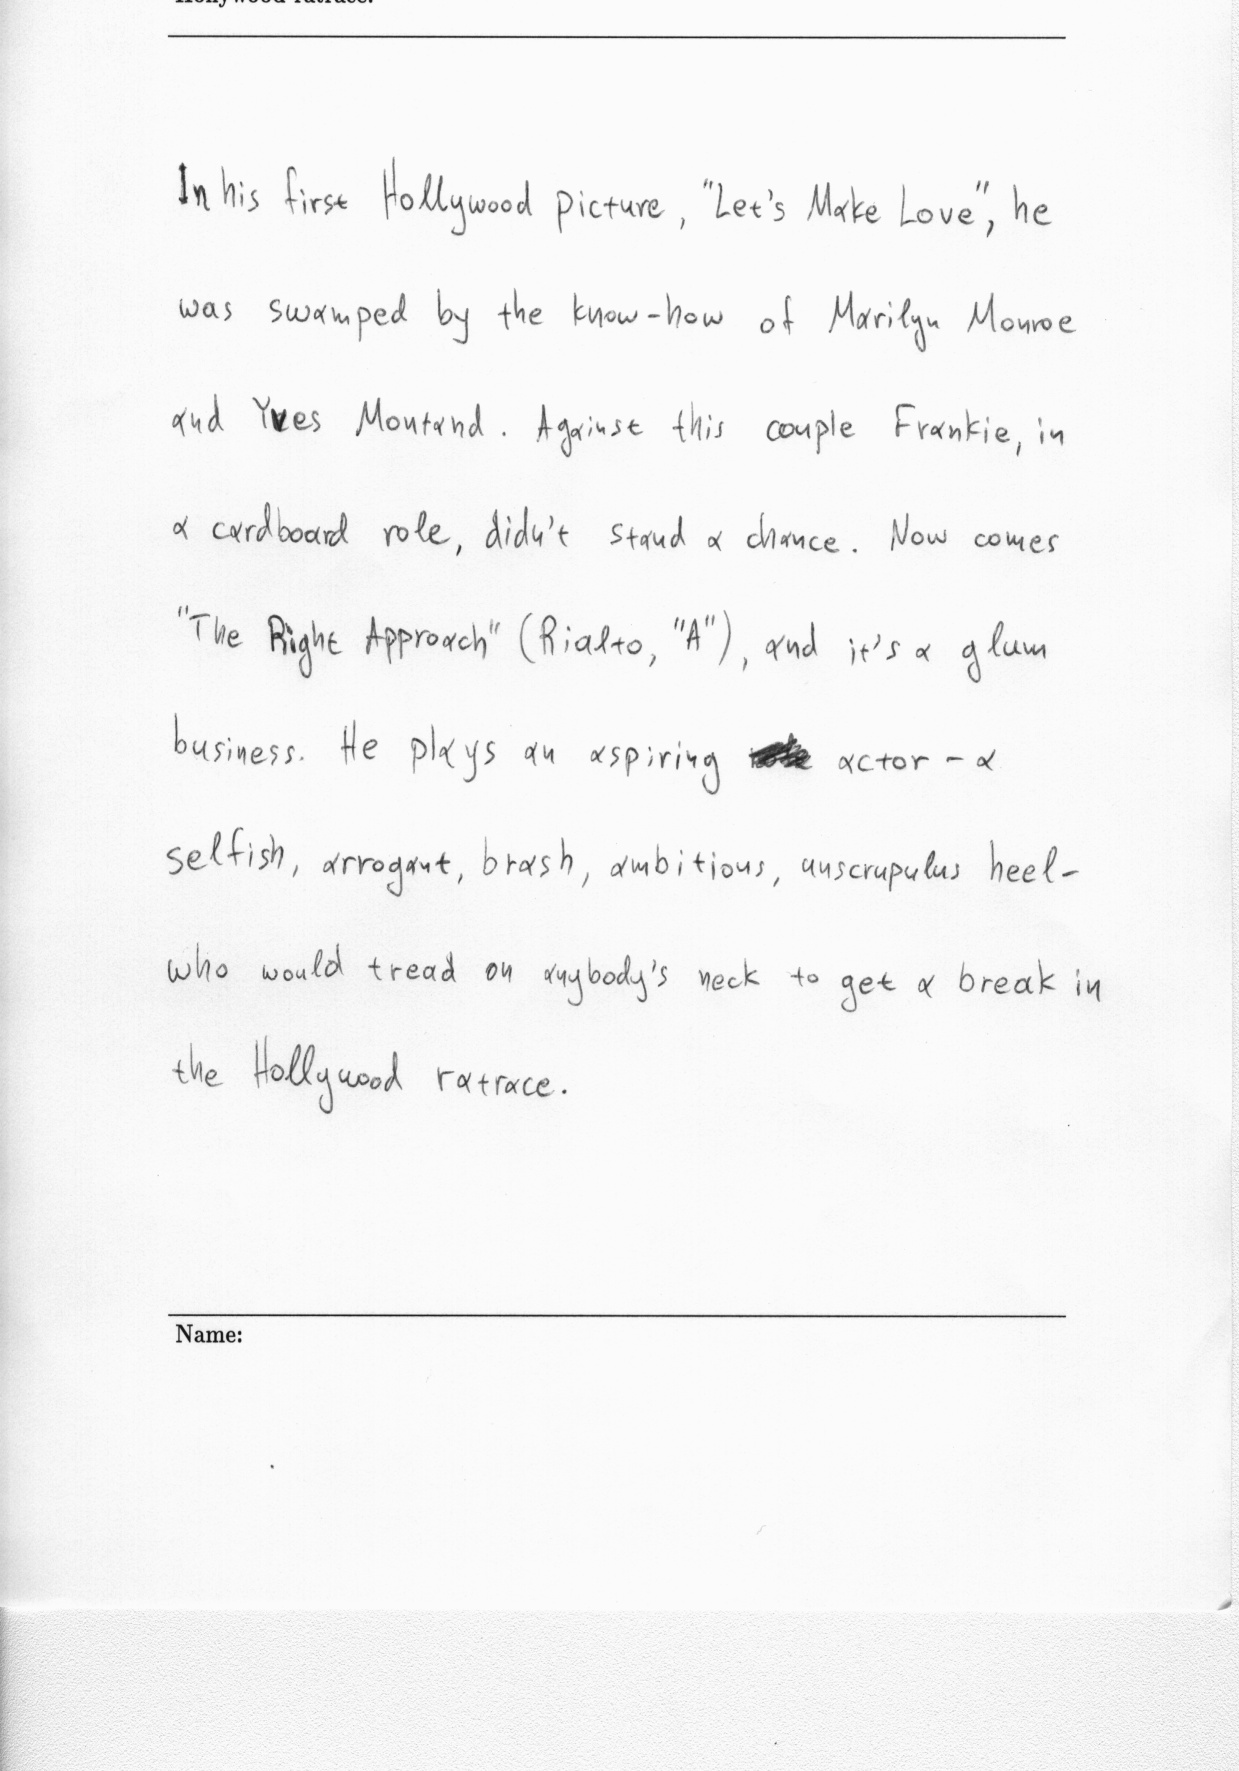 Hollywood ratrace.
In his first Hollywood picture, "Let's Make Love", he
was swamped by the know-how of Marilyn Monroe
and Yves Montand. Against this couple Frankie, in
a cardboard role, didn't stand a chance. Now comes
"The Right Approach" (Rialto, "A"), and it's a glum
business. He plays an aspiring actor - a
selfish, arrogant, brash, ambitious, unscrupulus heel-
who would tread on anybody's neck to get a break in
the Hollywood ratrace.
Name: